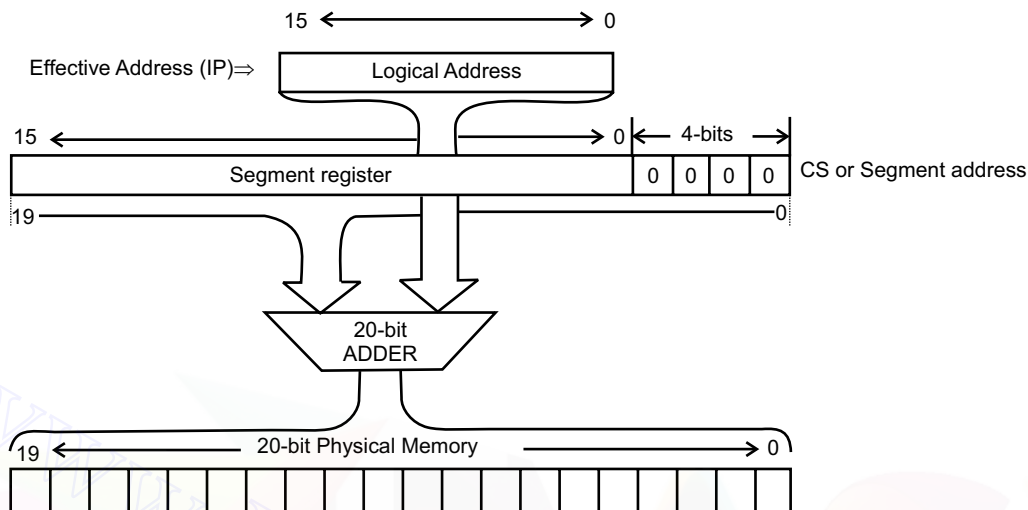 15 0
Effective Address (IP)⇒ Logical Address
15 0 4-bits
Segment register 0 0 0 0 CS or Segment address
19 0
20-bit
ADDER
19 20-bit Physical Memory 0